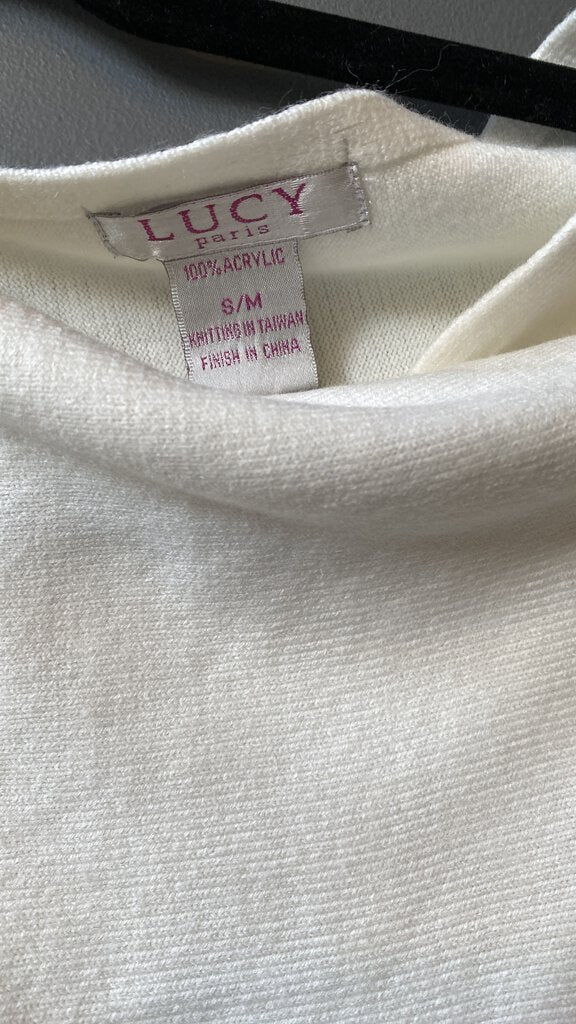 LUCY
paris
100% ACRYLIC
S/M
KNITTING IN TAIWAN
FINISH IN CHINA